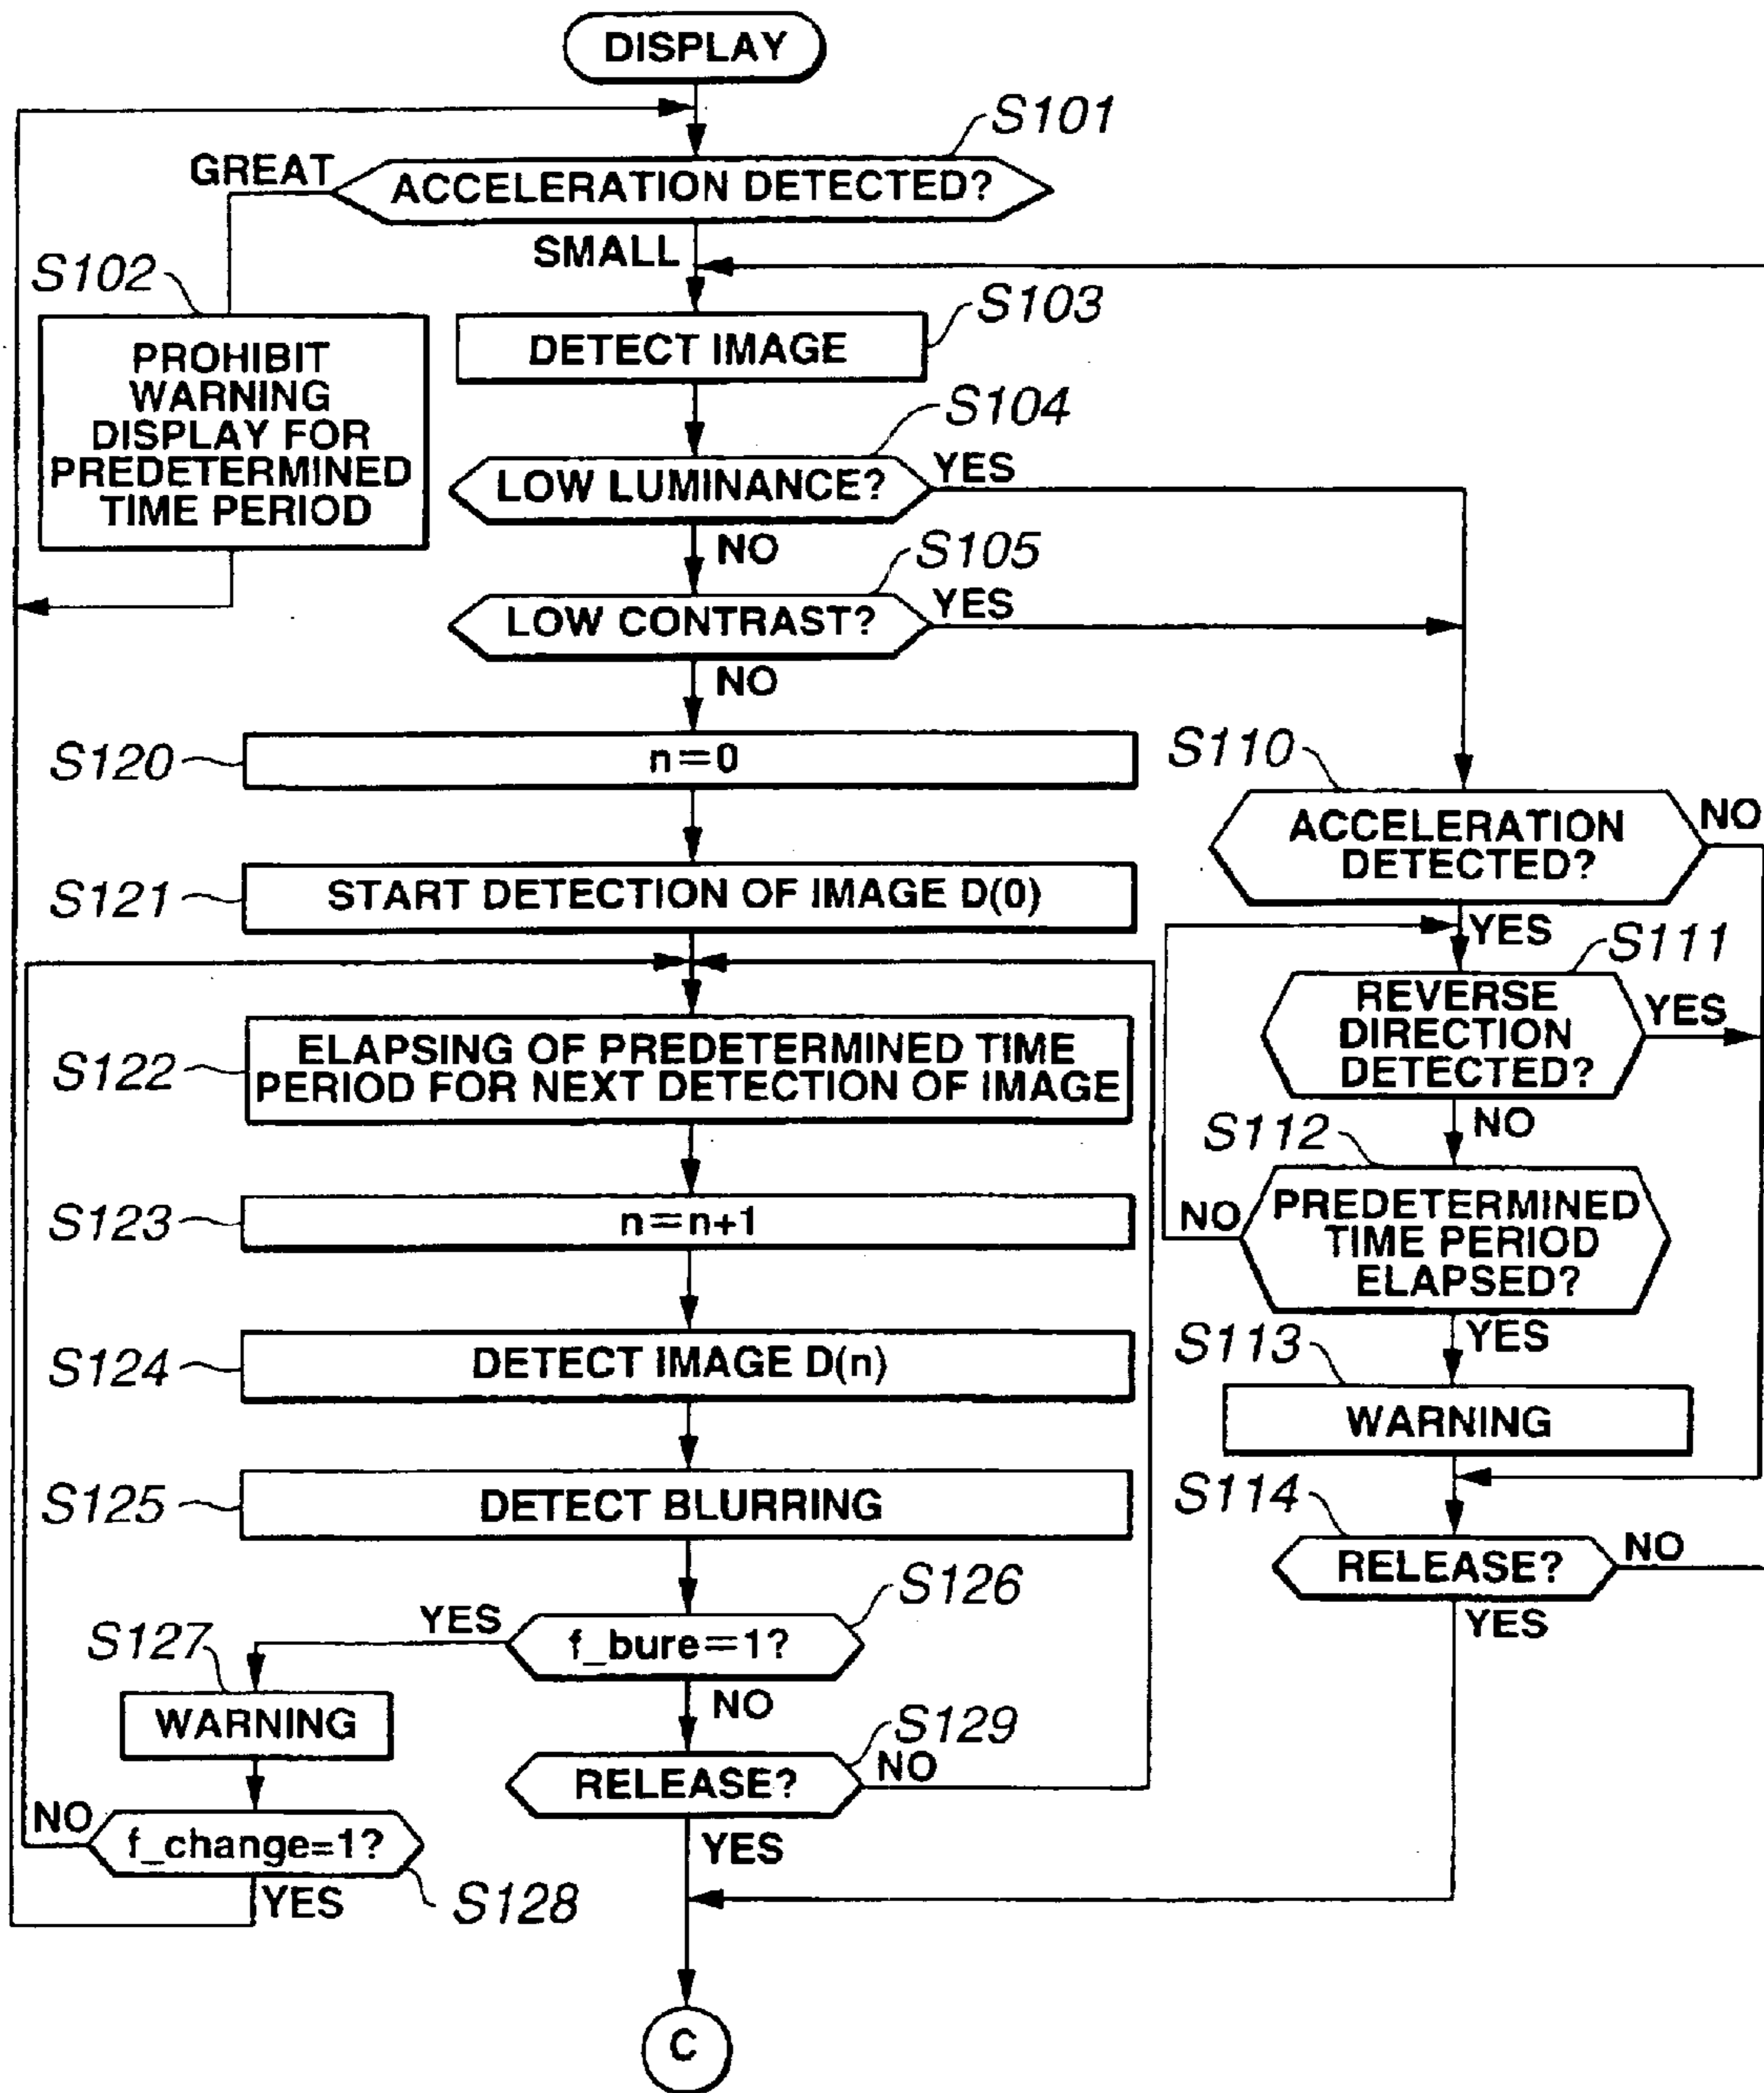 DISPLAY
S101
GREAT
ACCELERATION DETECTED?
SMALL
S102
PROHIBIT
WARNING
DISPLAY FOR
PREDETERMINED
TIME PERIOD
S103
DETECT IMAGE
S104
LOW LUMINANCE?
YES
NO
S105
LOW CONTRAST?
YES
NO
S120
n=0
S110
ACCELERATION
DETECTED?
NO
YES
S121
START DETECTION OF IMAGE D(0)
S111
REVERSE
DIRECTION
DETECTED?
YES
NO
S122
ELAPSING OF PREDETERMINED TIME
PERIOD FOR NEXT DETECTION OF IMAGE
S112
PREDETERMINED
TIME PERIOD
ELAPSED?
NO
YES
S123
n=n+1
S124
DETECT IMAGE D(n)
S113
WARNING
S125
DETECT BLURRING
S114
RELEASE?
NO
YES
S126
f_bure=1?
YES
NO
S127
WARNING
S129
RELEASE?
NO
YES
NO
f_change=1?
YES
S128
C